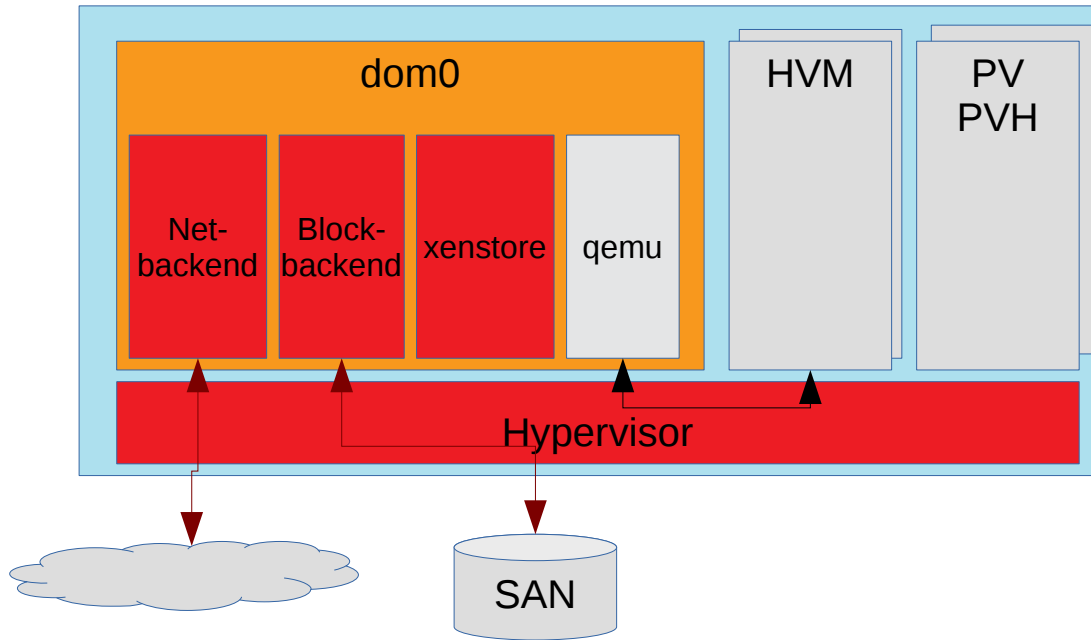 dom0
HVM
PV
PVH
Net-
backend
Block-
backend
xenstore
qemu
Hypervisor
SAN